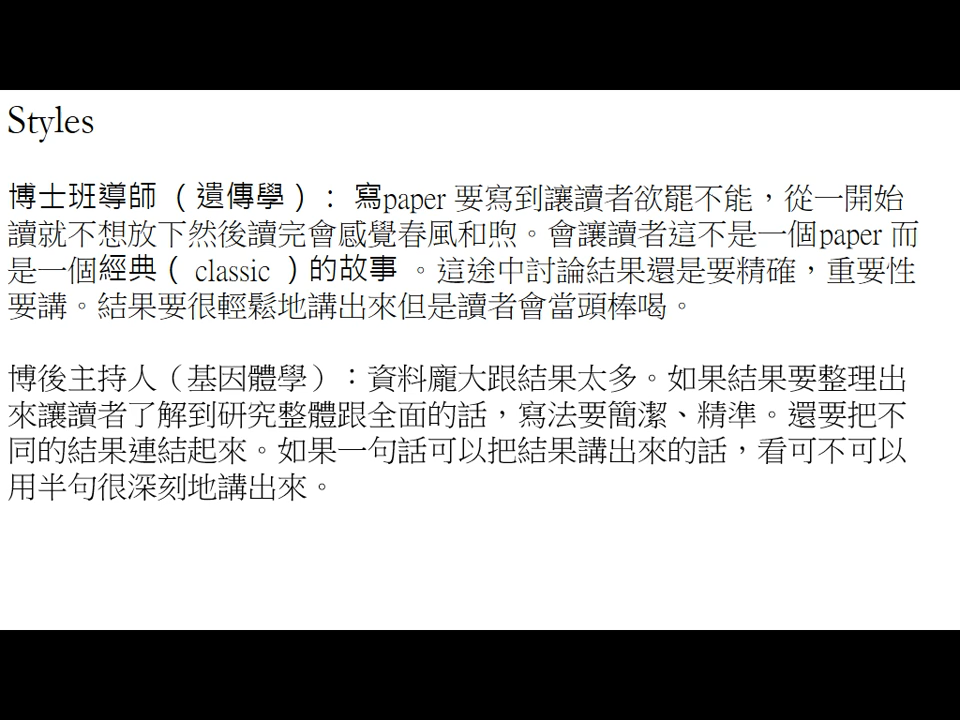 Styles
博士班導師（遺傳學）： 寫paper 要寫到讓讀者欲罷不能，從一開始
讀就不想放下然後讀完會感覺春風和煦。會讓讀者這不是一個paper 而
是一個經典（ classic ）的故事 。這途中討論結果還是要精確，重要性
要講。結果要很輕鬆地講出來但是讀者會當頭棒喝。
博後主持人（基因體學）：資料龐大跟結果太多。如果結果要整理出
來讓讀者了解到研究整體跟全面的話，寫法要簡潔、精準。還要把不
同的結果連結起來。如果一句話可以把結果講出來的話，看可不可以
用半句很深刻地講出來。